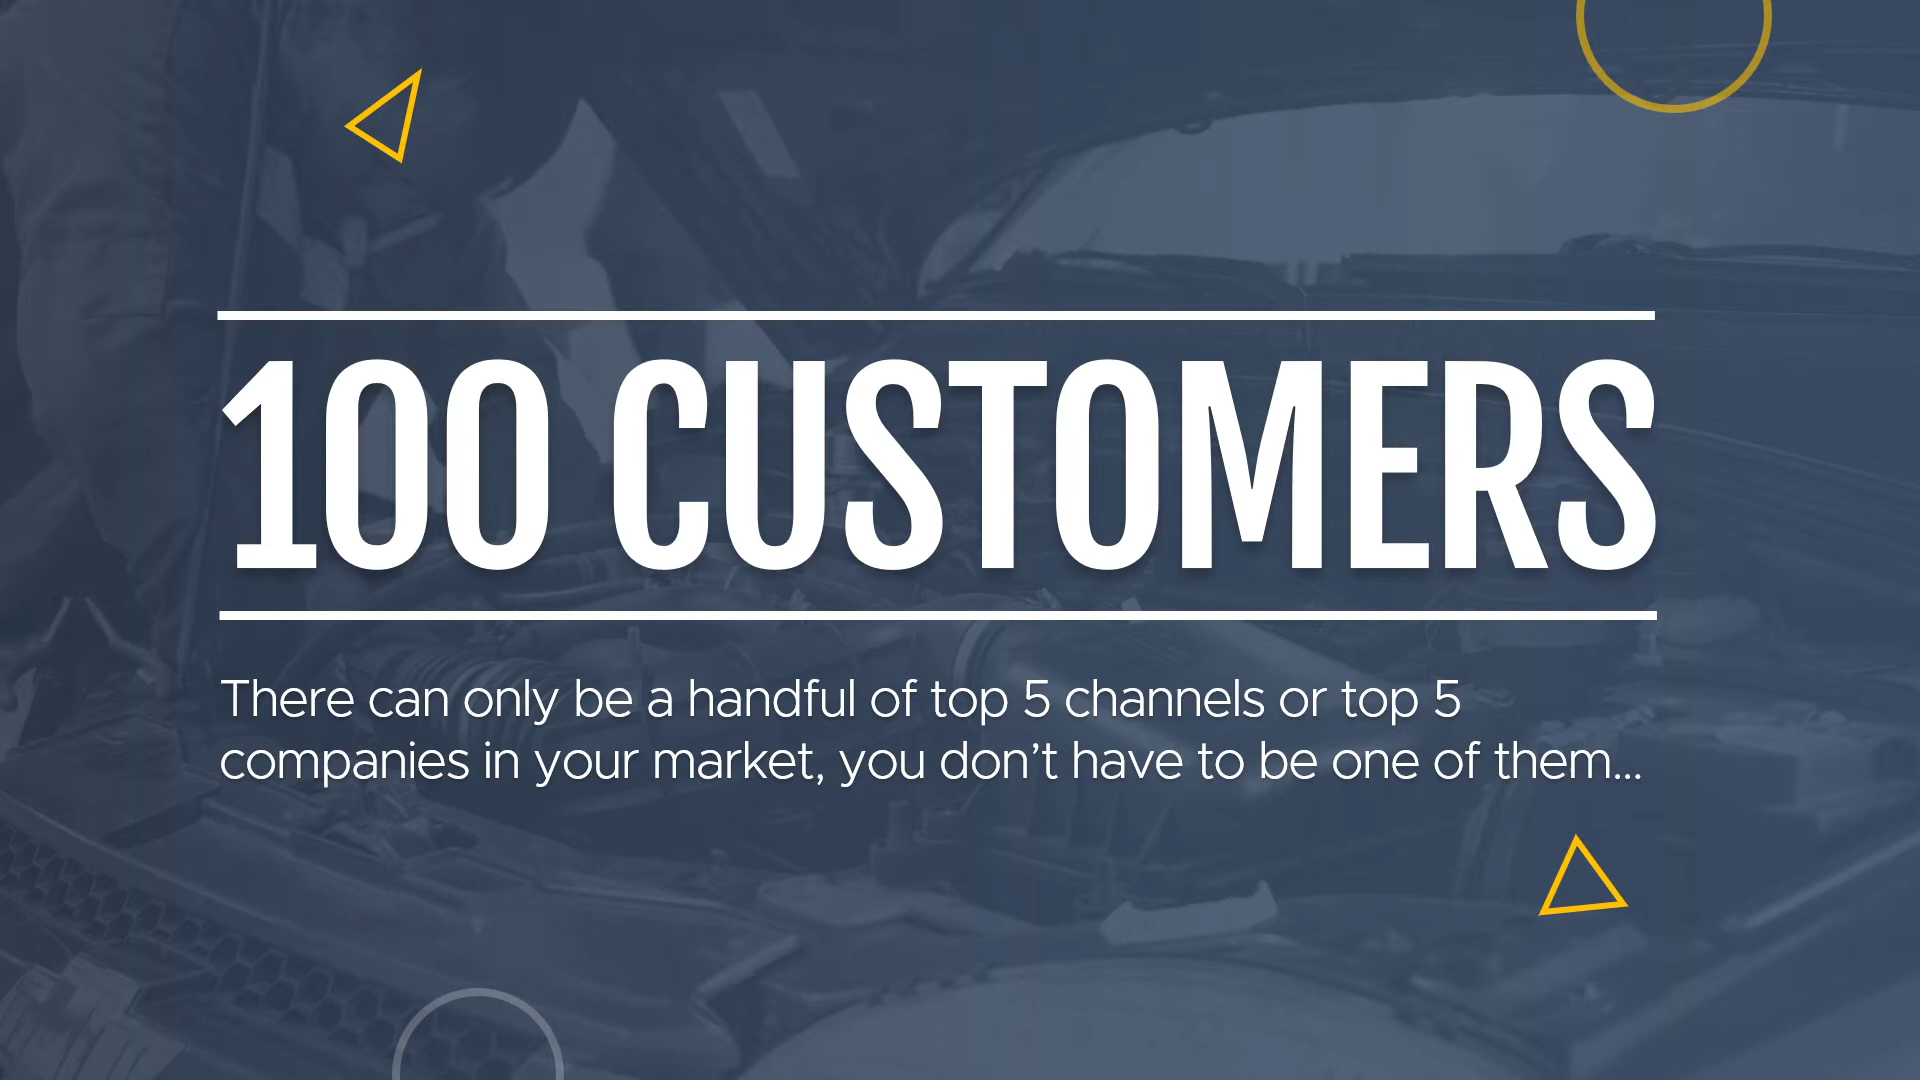 100 CUSTOMERS
There can only be a handful of top 5 channels or top 5
companies in your market, you don’t have to be one of them...